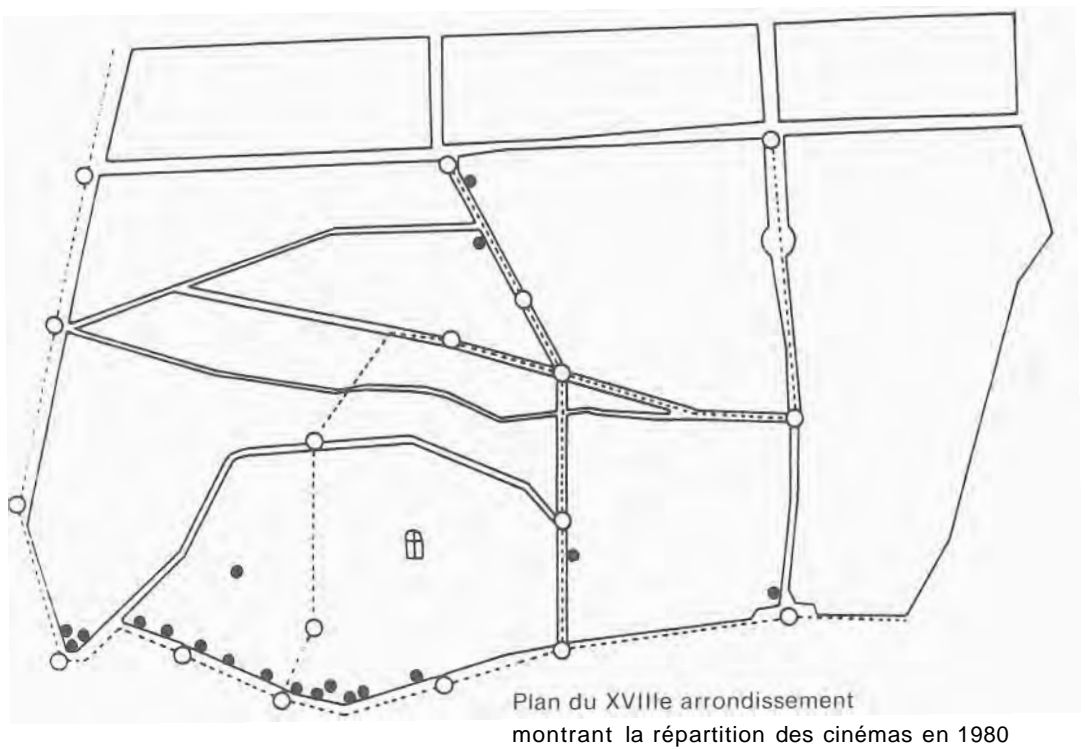 Plan du XVIIIe arrondissement
montrant la répartition des cinémas en 1980